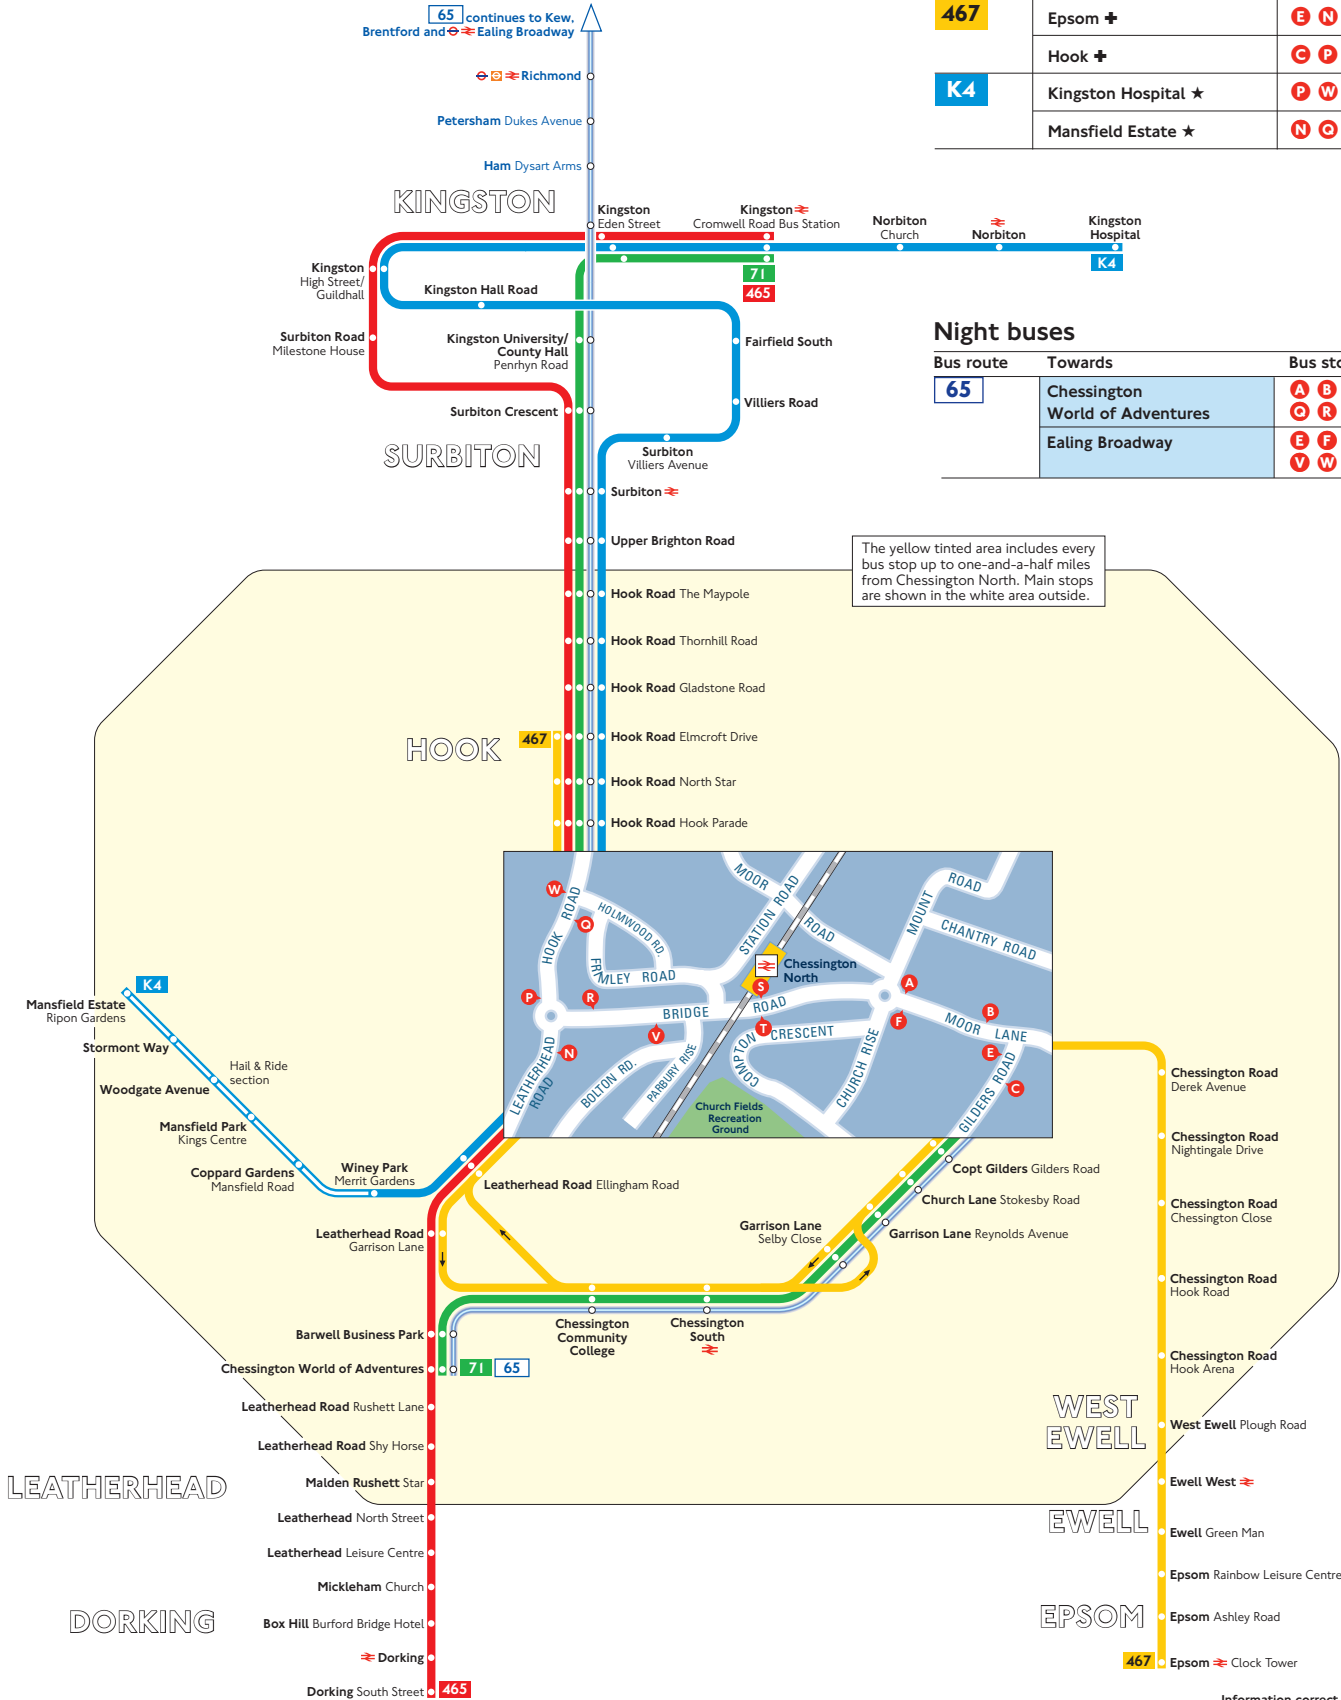 65 continues to Kew,
Brentford and Ealing Broadway
Richmond
Petersham Dukes Avenue
Ham Dysart Arms
KINGSTON
Kingston
Eden Street
Kingston
Cromwell Road Bus Station
Norbiton
Church
Norbiton
Kingston
Hospital
K4
71
465
Kingston
High Street/
Guildhall
Kingston Hall Road
Surbiton Road
Milestone House
Kingston University/
County Hall
Penrhyn Road
Fairfield South
Surbiton Crescent
Villiers Road
SURBITON
Surbiton
Villiers Avenue
Surbiton
Upper Brighton Road
467
Epsom ✚
E N
Hook ✚
C P
K4
Kingston Hospital ★
P W
Mansfield Estate ★
N Q
Night buses
Bus route Towards Bus sto
65
Chessington
World of Adventures
A B
Q R
Ealing Broadway
E F
V W
The yellow tinted area includes every
bus stop up to one-and-a-half miles
from Chessington North. Main stops
are shown in the white area outside.
Hook Road The Maypole
Hook Road Thornhill Road
Hook Road Gladstone Road
HOOK
467
Hook Road Elmcroft Drive
Hook Road North Star
Hook Road Hook Parade
W
Q
P
R
N
V
S
T
A
F
B
E
C
HOOK ROAD
HOLMWOOD RD.
FRIMLEY ROAD
STATION ROAD
MOOR ROAD
MOUNT ROAD
CHANTRY ROAD
Chessington
North
BRIDGE ROAD
MOOR LANE
LEATHERHEAD
ROAD
BOLTON RD.
PARBURY RISE
COMPTON CRESCENT
CHURCH RISE
GILDERS ROAD
Church Fields
Recreation
Ground
K4
Mansfield Estate
Ripon Gardens
Stormont Way
Hail & Ride
section
Woodgate Avenue
Mansfield Park
Kings Centre
Coppard Gardens
Mansfield Road
Winey Park
Merrit Gardens
Leatherhead Road Ellingham Road
Leatherhead Road
Garrison Lane
Copt Gilders Gilders Road
Church Lane Stokesby Road
Garrison Lane
Selby Close
Garrison Lane Reynolds Avenue
Chessington
Community
College
Chessington
South
Barwell Business Park
Chessington World of Adventures
71 65
Leatherhead Road Rushett Lane
Leatherhead Road Shy Horse
LEATHERHEAD
Malden Rushett Star
Leatherhead North Street
Leatherhead Leisure Centre
Mickleham Church
DORKING
Box Hill Burford Bridge Hotel
Dorking
Dorking South Street
465
Chessington Road
Derek Avenue
Chessington Road
Nightingale Drive
Chessington Road
Chessington Close
Chessington Road
Hook Road
Chessington Road
Hook Arena
WEST
EWELL
West Ewell Plough Road
Ewell West
EWELL
Ewell Green Man
Epsom Rainbow Leisure Centre
EPSOM
Epsom Ashley Road
467
Epsom Clock Tower
Information correct